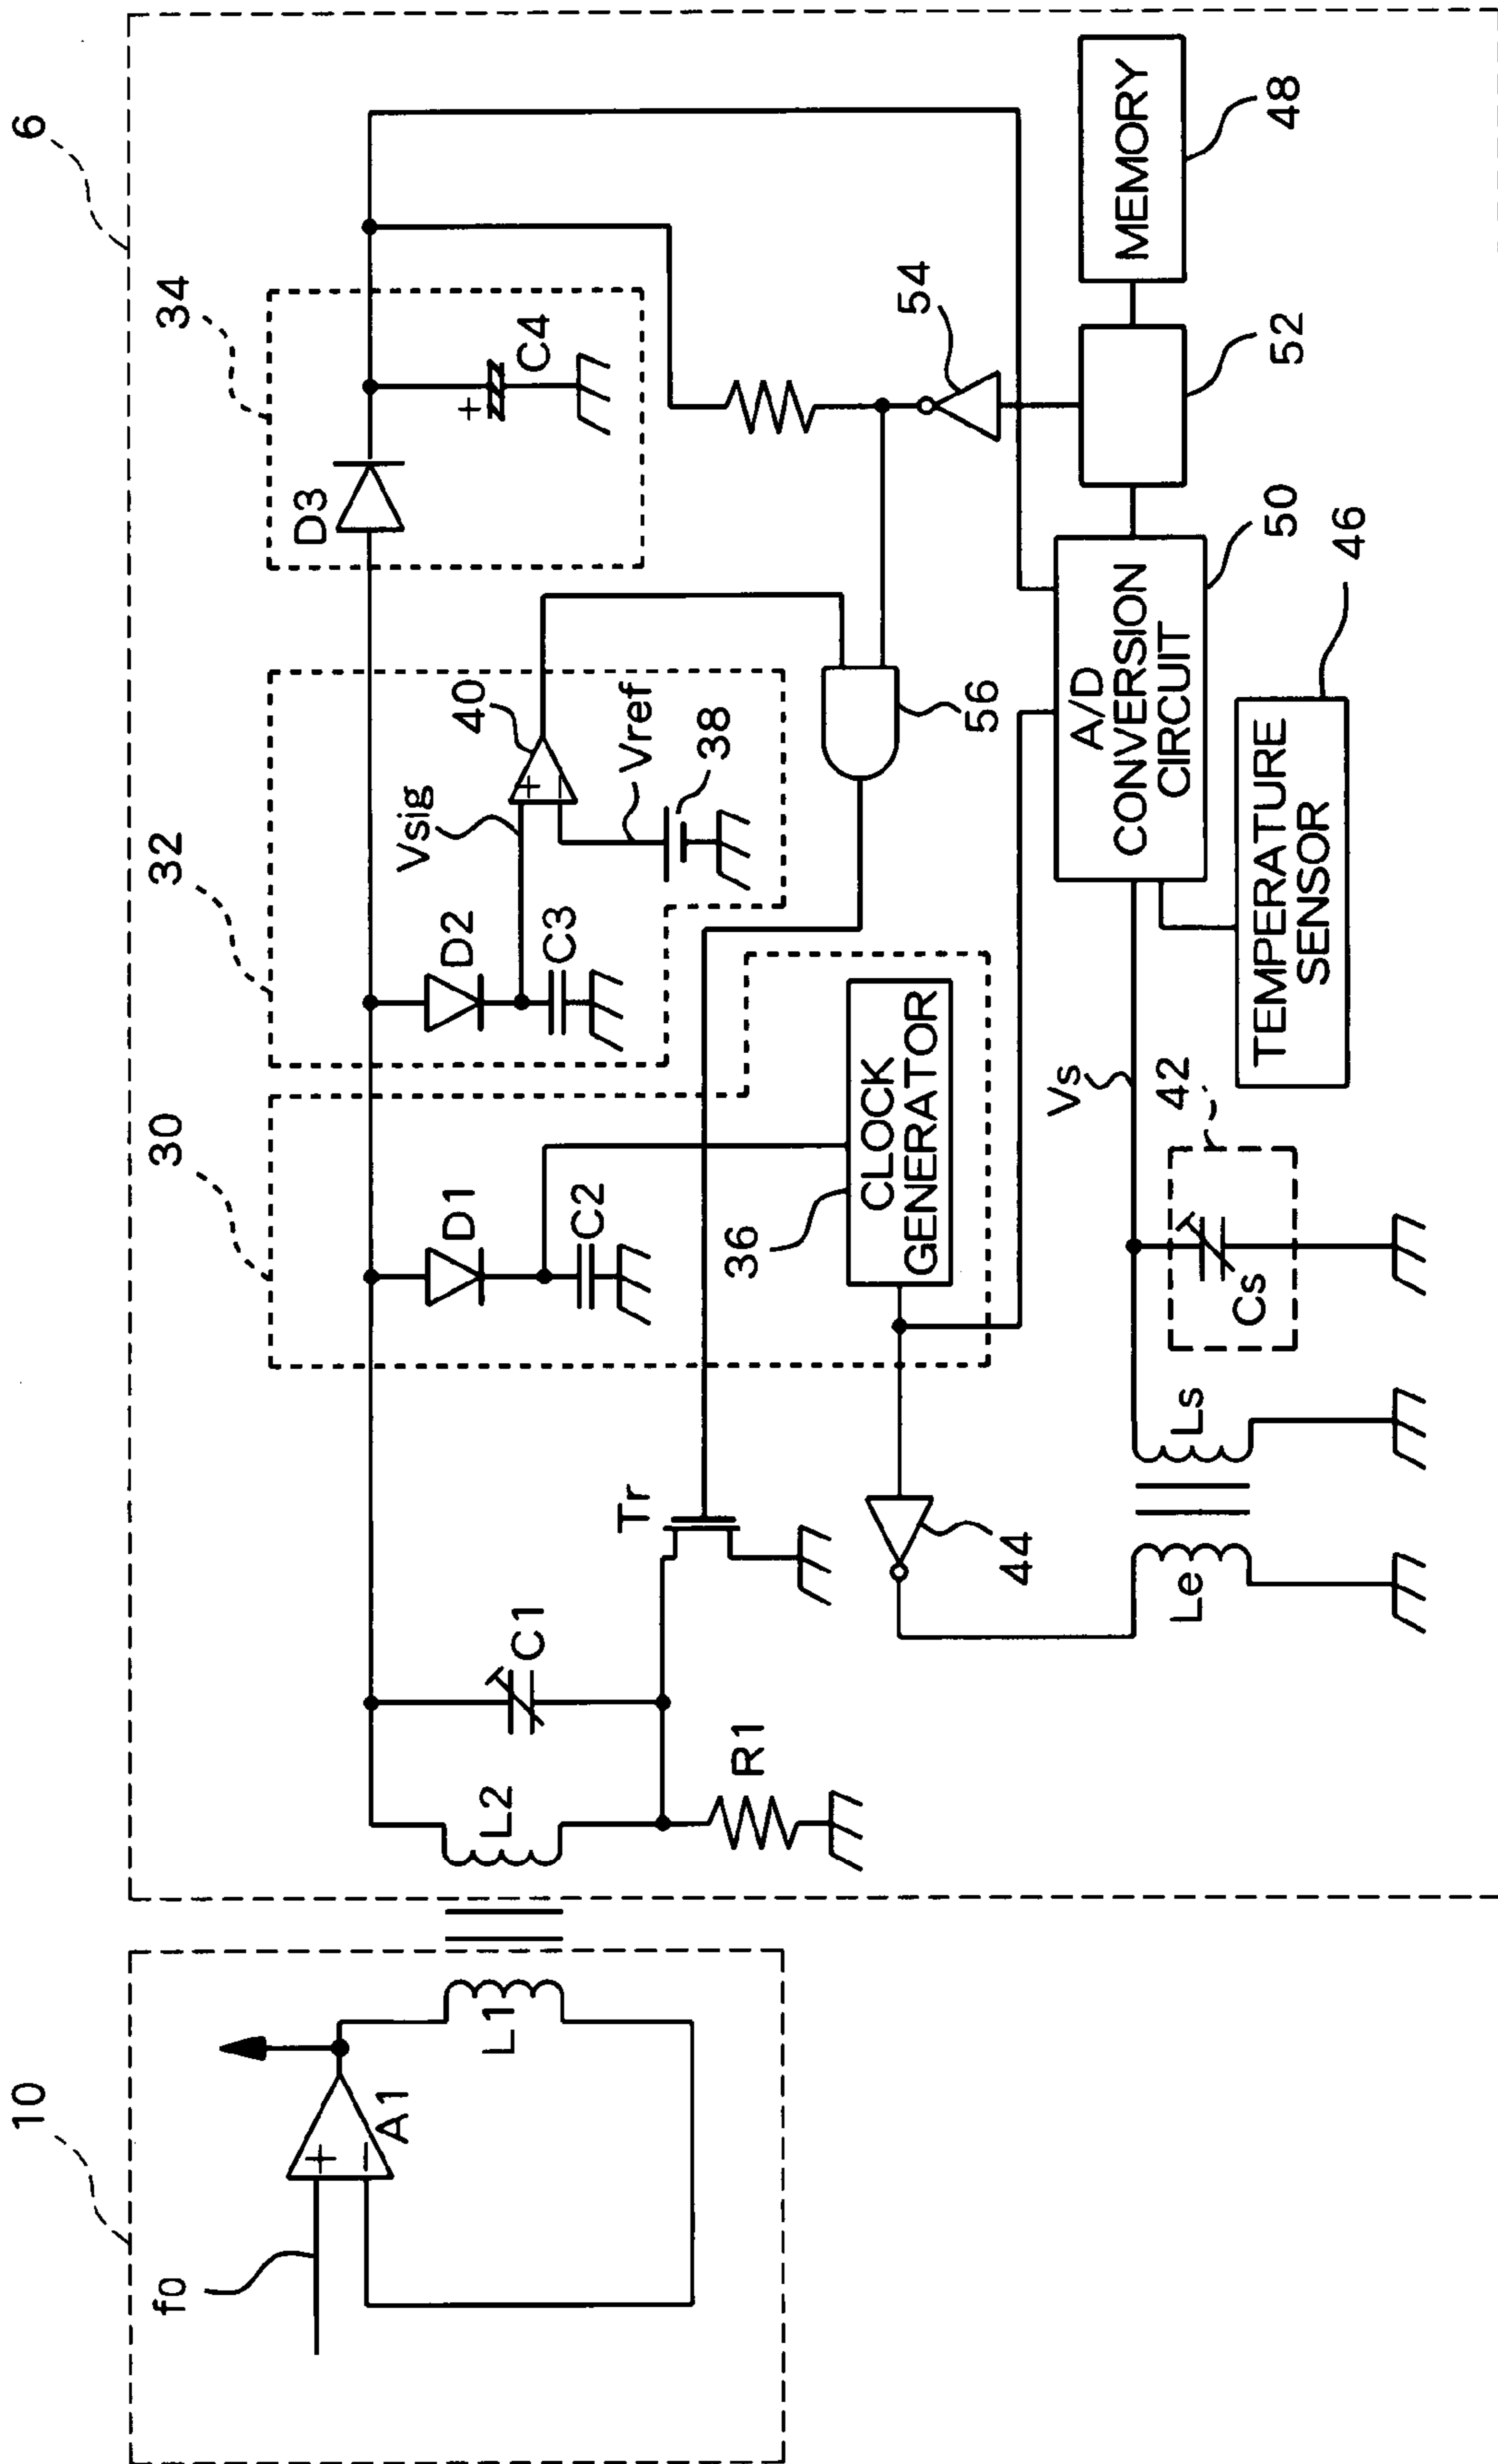 10
f0
+
−
A1
L1
6
L2
C1
R1
Tr
30
D1
C2
36
CLOCK
GENERATOR
32
D2
C3
Vsig
40
+
−
Vref
38
34
D3
+
C4
54
56
44
Le
Ls
Cs
42
Vs
A/D
CONVERSION
CIRCUIT
50
TEMPERATURE
SENSOR
46
52
MEMORY
48